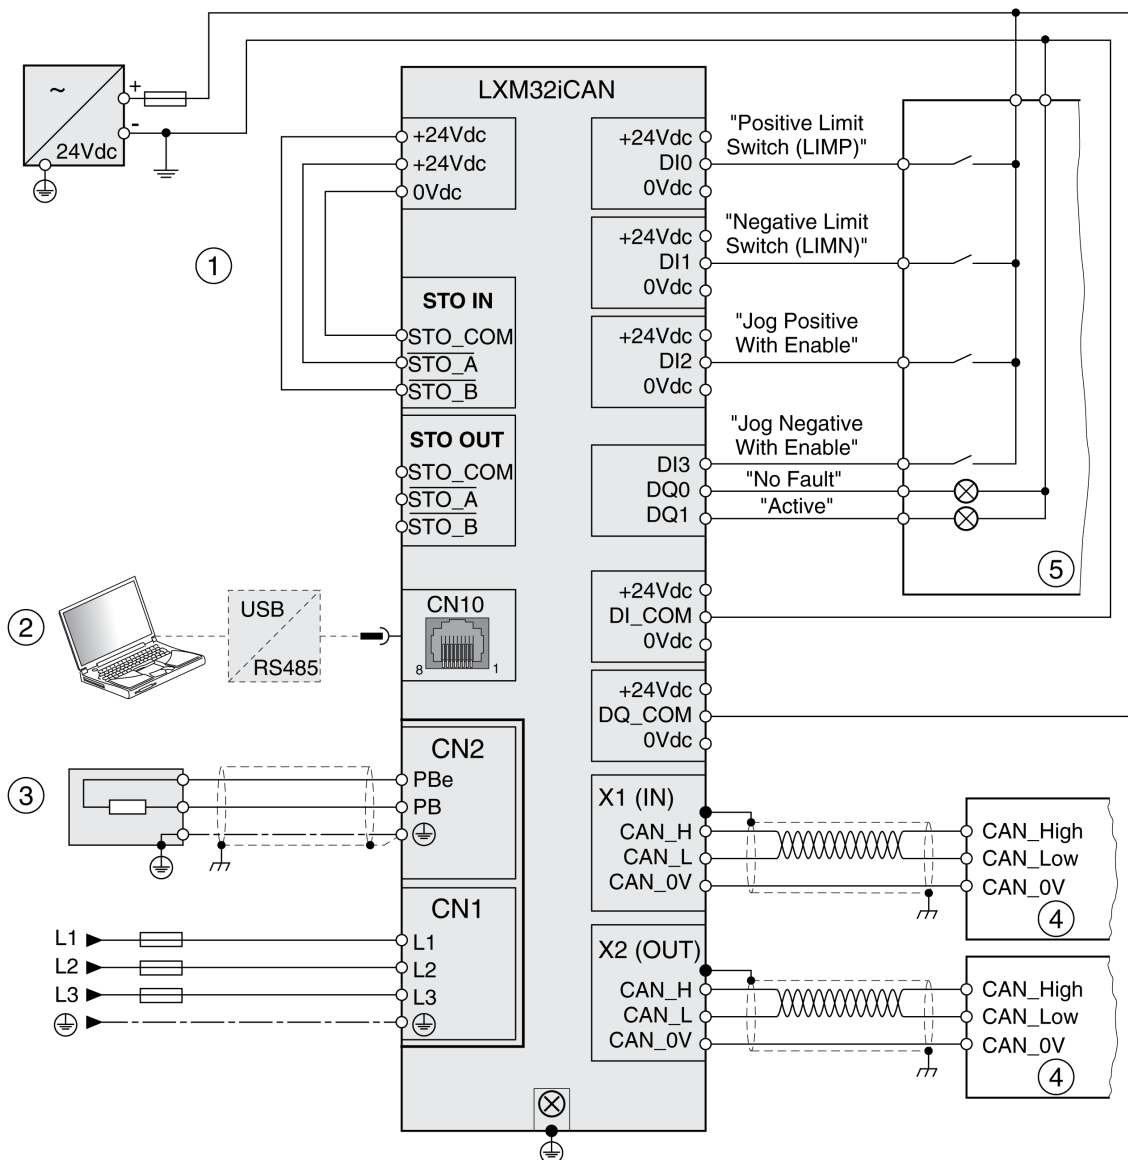 ~
+
-
24Vdc
LXM32iCAN
+24Vdc
+24Vdc
0Vdc
1
STO IN
STO_COM
STO_A
STO_B
STO OUT
STO_COM
STO_A
STO_B
+24Vdc
DI0
0Vdc
"Positive Limit
Switch (LIMP)"
+24Vdc
DI1
0Vdc
"Negative Limit
Switch (LIMN)"
+24Vdc
DI2
0Vdc
"Jog Positive
With Enable"
"Jog Negative
With Enable"
DI3
DQ0
DQ1
"No Fault"
"Active"
5
2
USB
RS485
CN10
8
1
+24Vdc
DI_COM
0Vdc
+24Vdc
DQ_COM
0Vdc
3
CN2
PBe
PB
CN1
L1
L2
L3
L1
L2
L3
X1 (IN)
CAN_H
CAN_L
CAN_0V
CAN_High
CAN_Low
CAN_0V
4
X2 (OUT)
CAN_H
CAN_L
CAN_0V
CAN_High
CAN_Low
CAN_0V
4